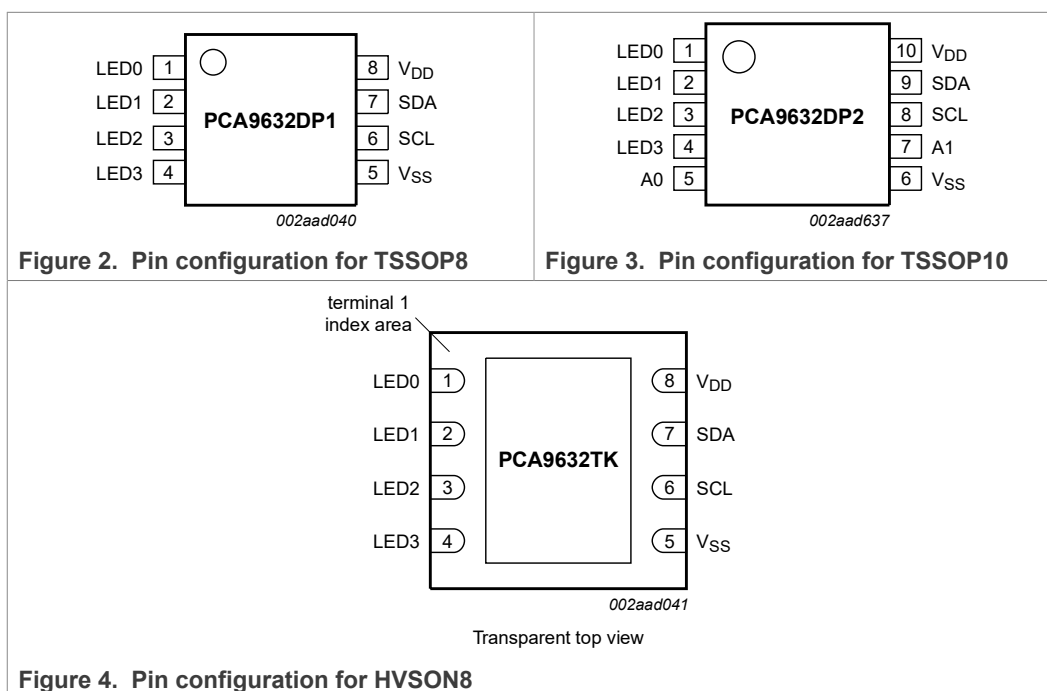 LED0 1
LED1 2
LED2 3
LED3 4
PCA9632DP1
8 VDD
7 SDA
6 SCL
5 VSS
002aad040
Figure 2. Pin configuration for TSSOP8
LED0 1
LED1 2
LED2 3
LED3 4
A0 5
PCA9632DP2
10 VDD
9 SDA
8 SCL
7 A1
6 VSS
002aad637
Figure 3. Pin configuration for TSSOP10
terminal 1
index area
LED0 1
LED1 2
LED2 3
LED3 4
PCA9632TK
8 VDD
7 SDA
6 SCL
5 VSS
002aad041
Transparent top view
Figure 4. Pin configuration for HVSON8